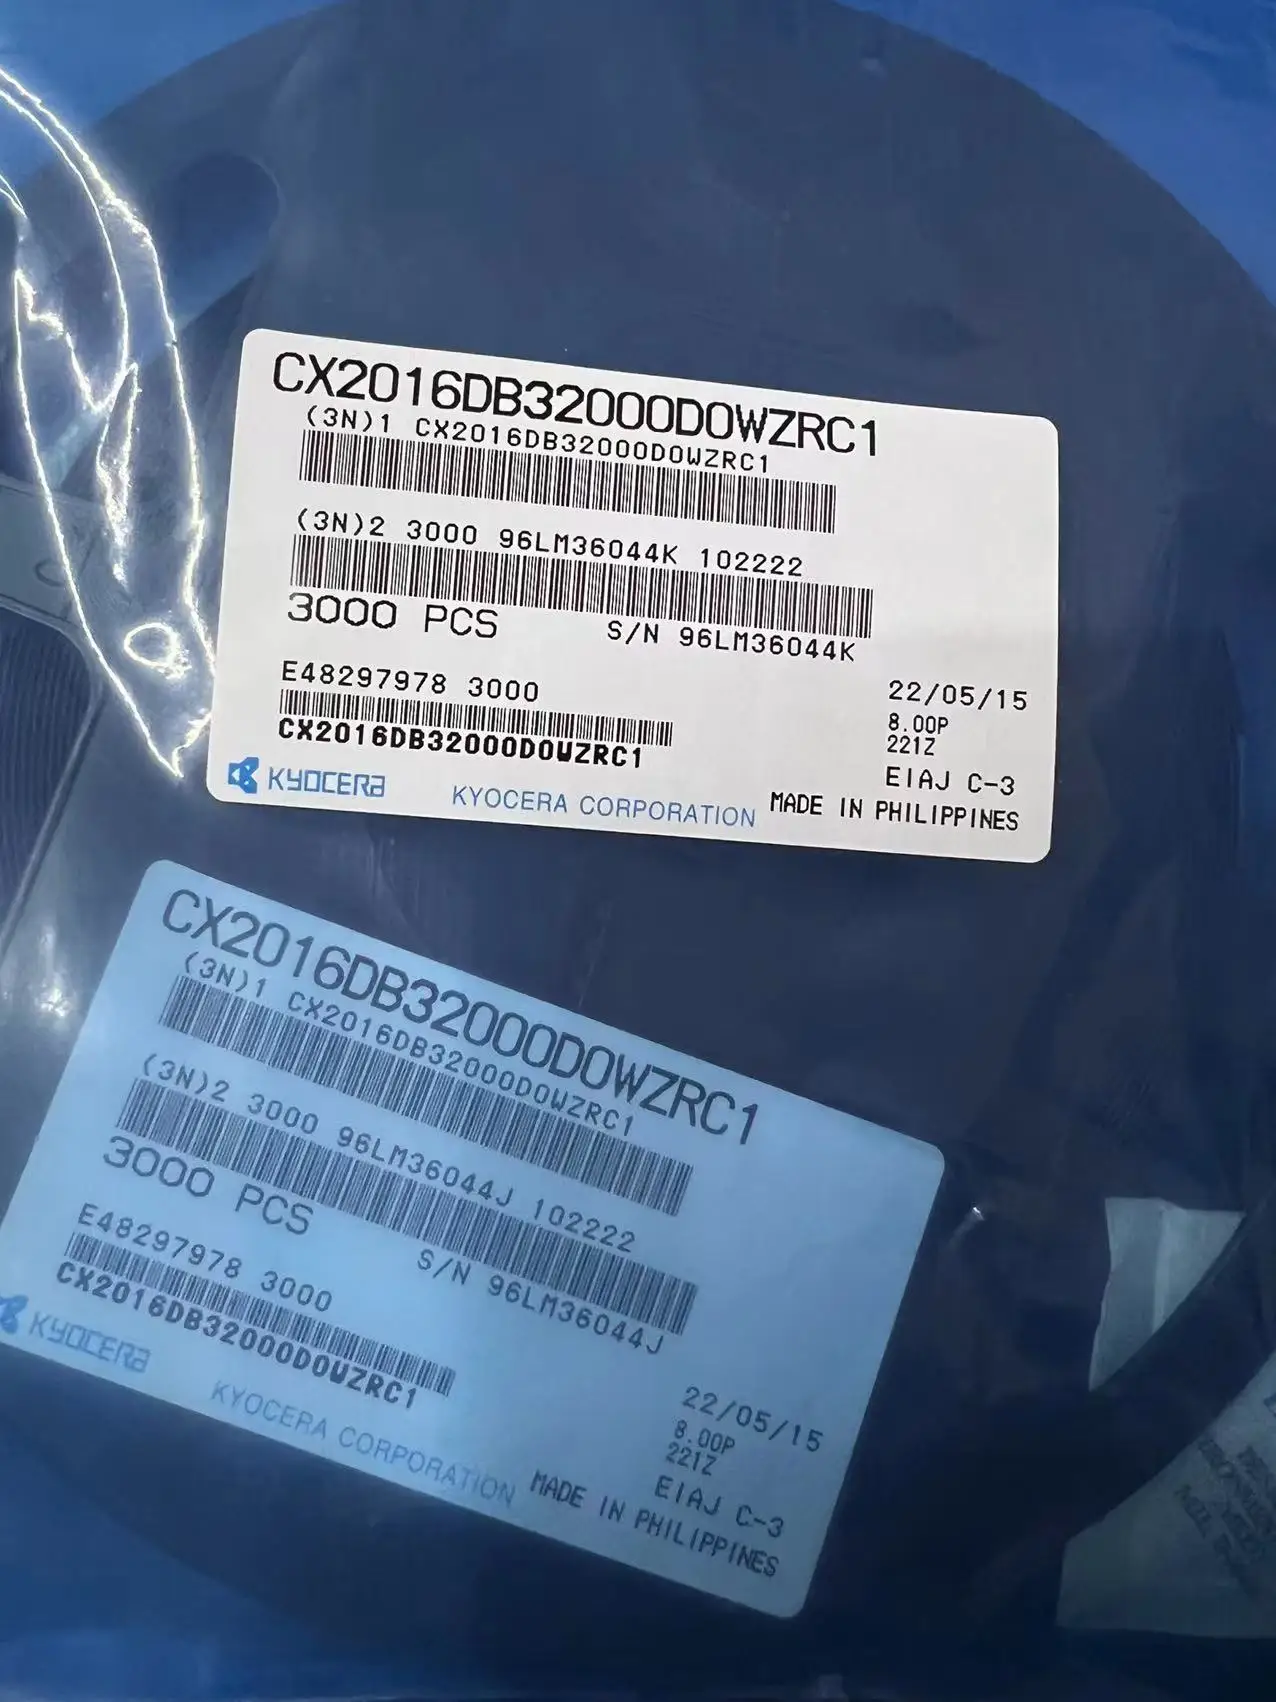 CX2016DB32000D0WZRC1
(3N)1 CX2016DB32000D0WZRC1
(3N)2 3000 96LM36044K 102222
3000 PCS
S/N 96LM36044K
E48297978 3000
CX2016DB32000D0WZRC1
22/05/15
8.00P
221Z
EIAJ C-3
KYOCERA
KYOCERA CORPORATION
MADE IN PHILIPPINES
CX2016DB32000D0WZRC1
(3N)1 CX2016DB32000D0WZRC1
(3N)2 3000 96LM36044J 102222
3000 PCS
S/N 96LM36044J
E48297978 3000
CX2016DB32000D0WZRC1
22/05/15
8.00P
221Z
EIAJ C-3
KYOCERA
KYOCERA CORPORATION
MADE IN PHILIPPINES